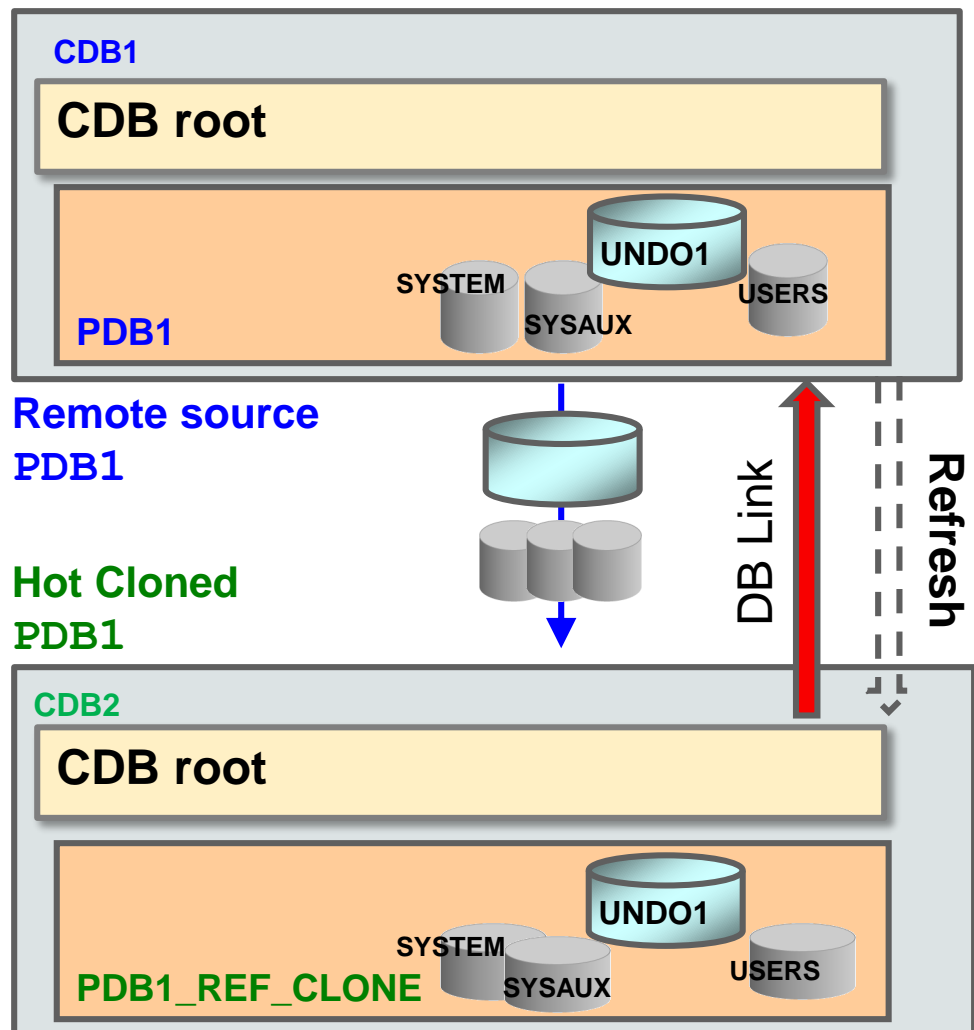 CDB1
CDB root
UNDO1
SYSTEM
USERS
SYSAUX
PDB1
Remote source
PDB1
DB Link
Refresh
Hot Cloned
PDB1
CDB2
CDB root
UNDO1
SYSTEM
USERS
SYSAUX
PDB1_REF_CLONE